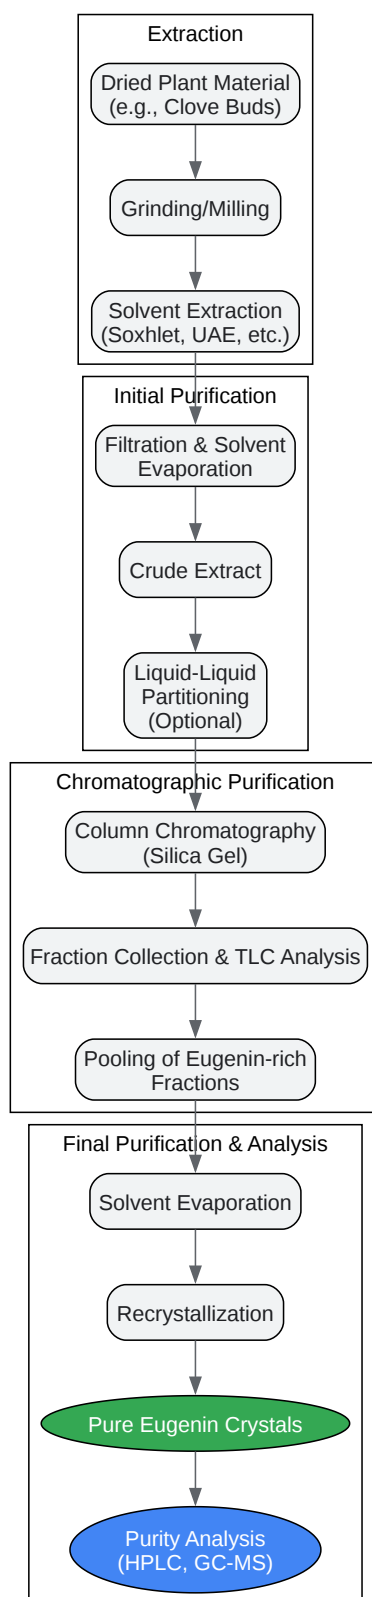 Extraction
Dried Plant Material
(e.g., Clove Buds)
Grinding/Milling
Solvent Extraction
(Soxhlet, UAE, etc.)
Initial Purification
Filtration & Solvent
Evaporation
Crude Extract
Liquid-Liquid
Partitioning
(Optional)
Chromatographic Purification
Column Chromatography
(Silica Gel)
Fraction Collection & TLC Analysis
Pooling of Eugenin-rich
Fractions
Final Purification & Analysis
Solvent Evaporation
Recrystallization
Pure Eugenin Crystals
Purity Analysis
(HPLC, GC-MS)